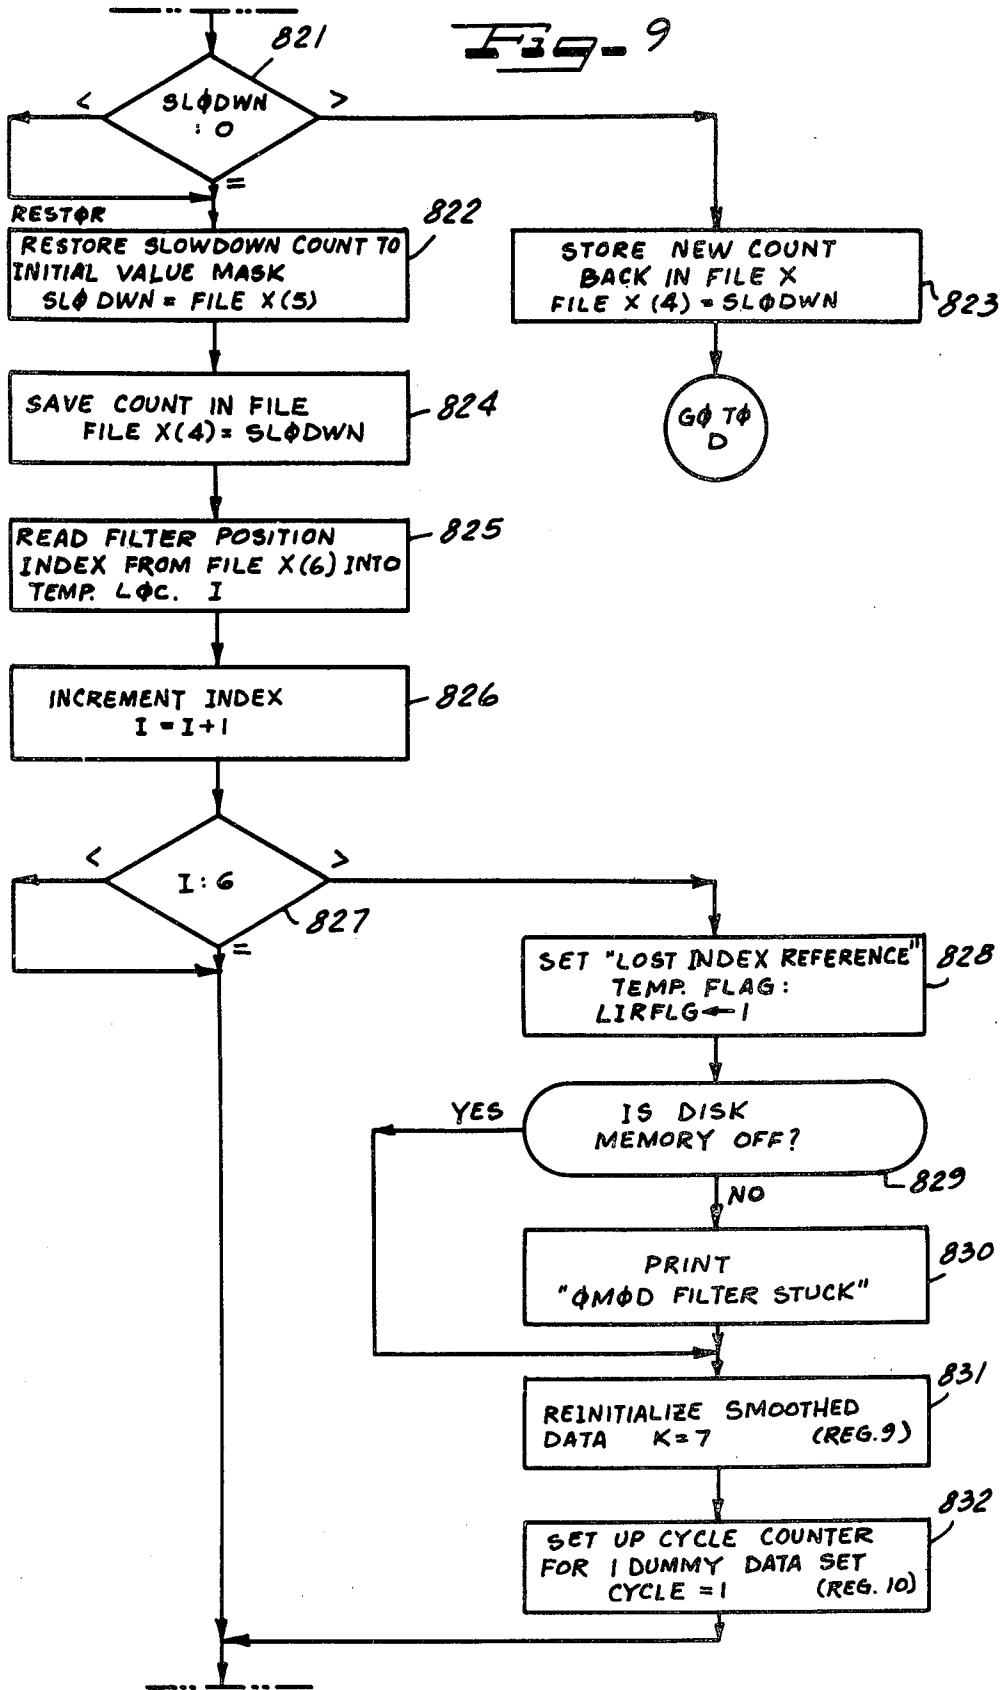 Fig-9
821
<
SLØDWN
: 0
>
=
RESTØR
822
RESTORE SLOWDOWN COUNT TO
INITIAL VALUE MASK
SLØ DWN = FILE X(5)
STORE NEW COUNT
BACK IN FILE X
FILE X (4) = SLØDWN
823
SAVE COUNT IN FILE
FILE X(4) = SLØDWN
824
GØ TØ
D
READ FILTER POSITION
INDEX FROM FILE X(6) INTO
TEMP. LØC. I
825
INCREMENT INDEX
I = I+1
826
<
I : 6
>
827
=
SET "LOST INDEX REFERENCE"
TEMP. FLAG:
LIRFLG ← 1
828
YES
IS DISK
MEMORY OFF?
829
NO
PRINT
"ØMØD FILTER STUCK"
830
831
REINITIALIZE SMOOTHED
DATA K=7 (REG.9)
832
SET UP CYCLE COUNTER
FOR 1 DUMMY DATA SET
CYCLE = 1 (REG. 10)